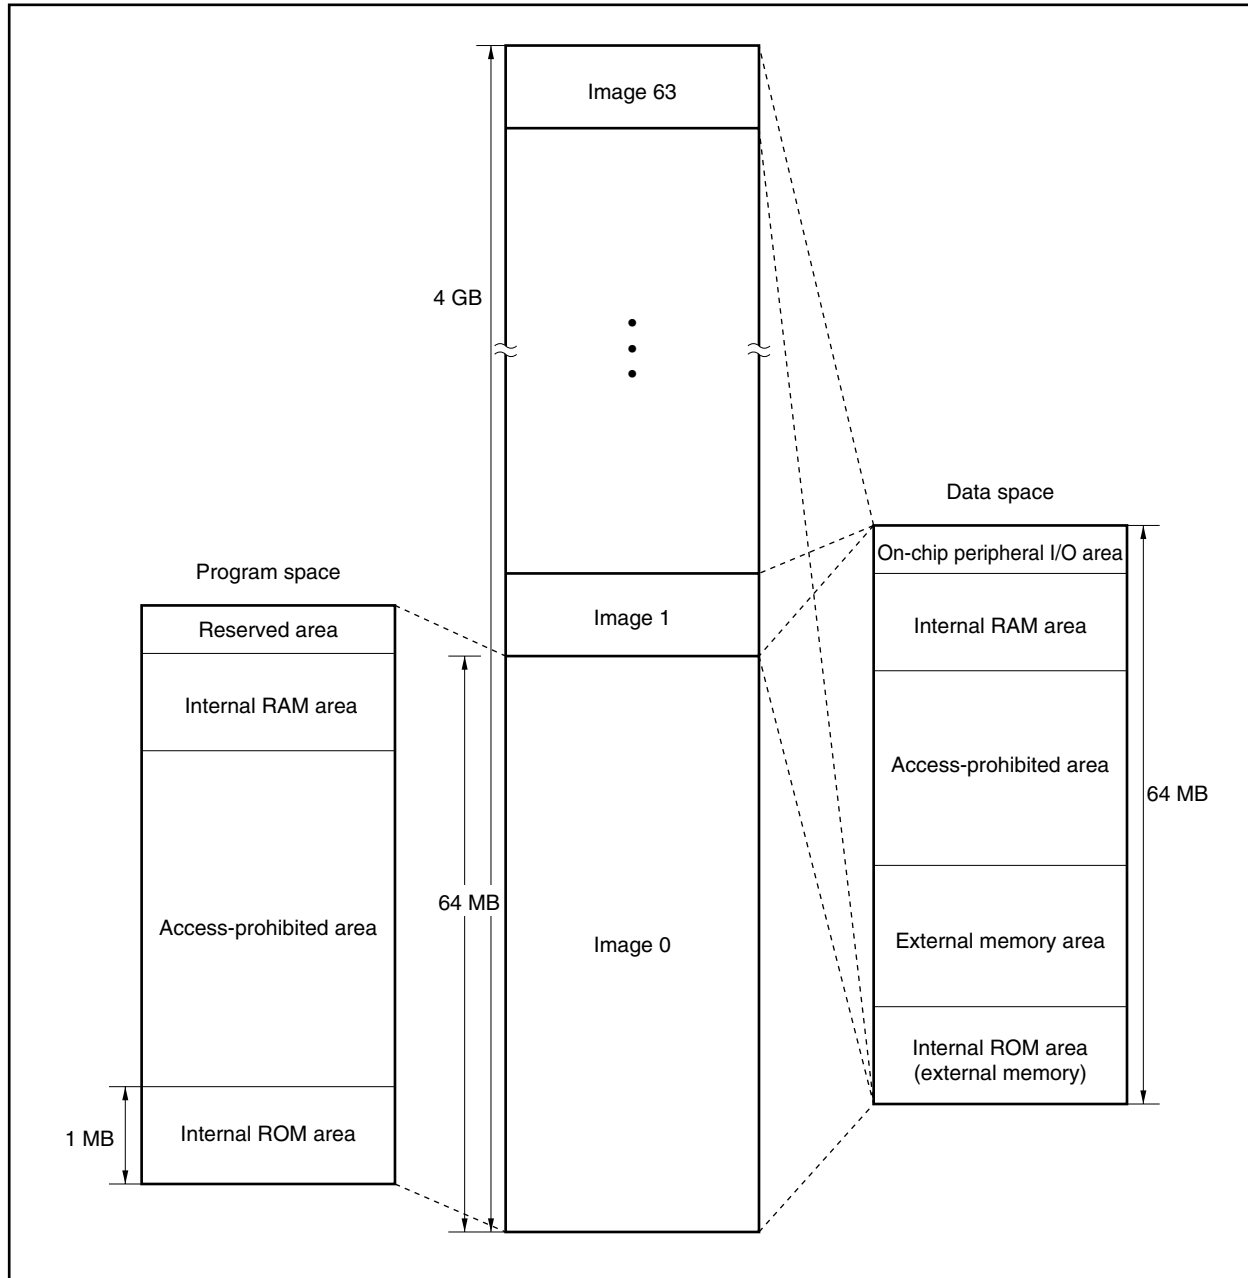 Image 63
4 GB
Data space
On-chip peripheral I/O area
Program space
Image 1
Internal RAM area
Reserved area
Internal RAM area
Access-prohibited area
64 MB
64 MB
Access-prohibited area
Image 0
External memory area
Internal ROM area
(external memory)
1 MB
Internal ROM area